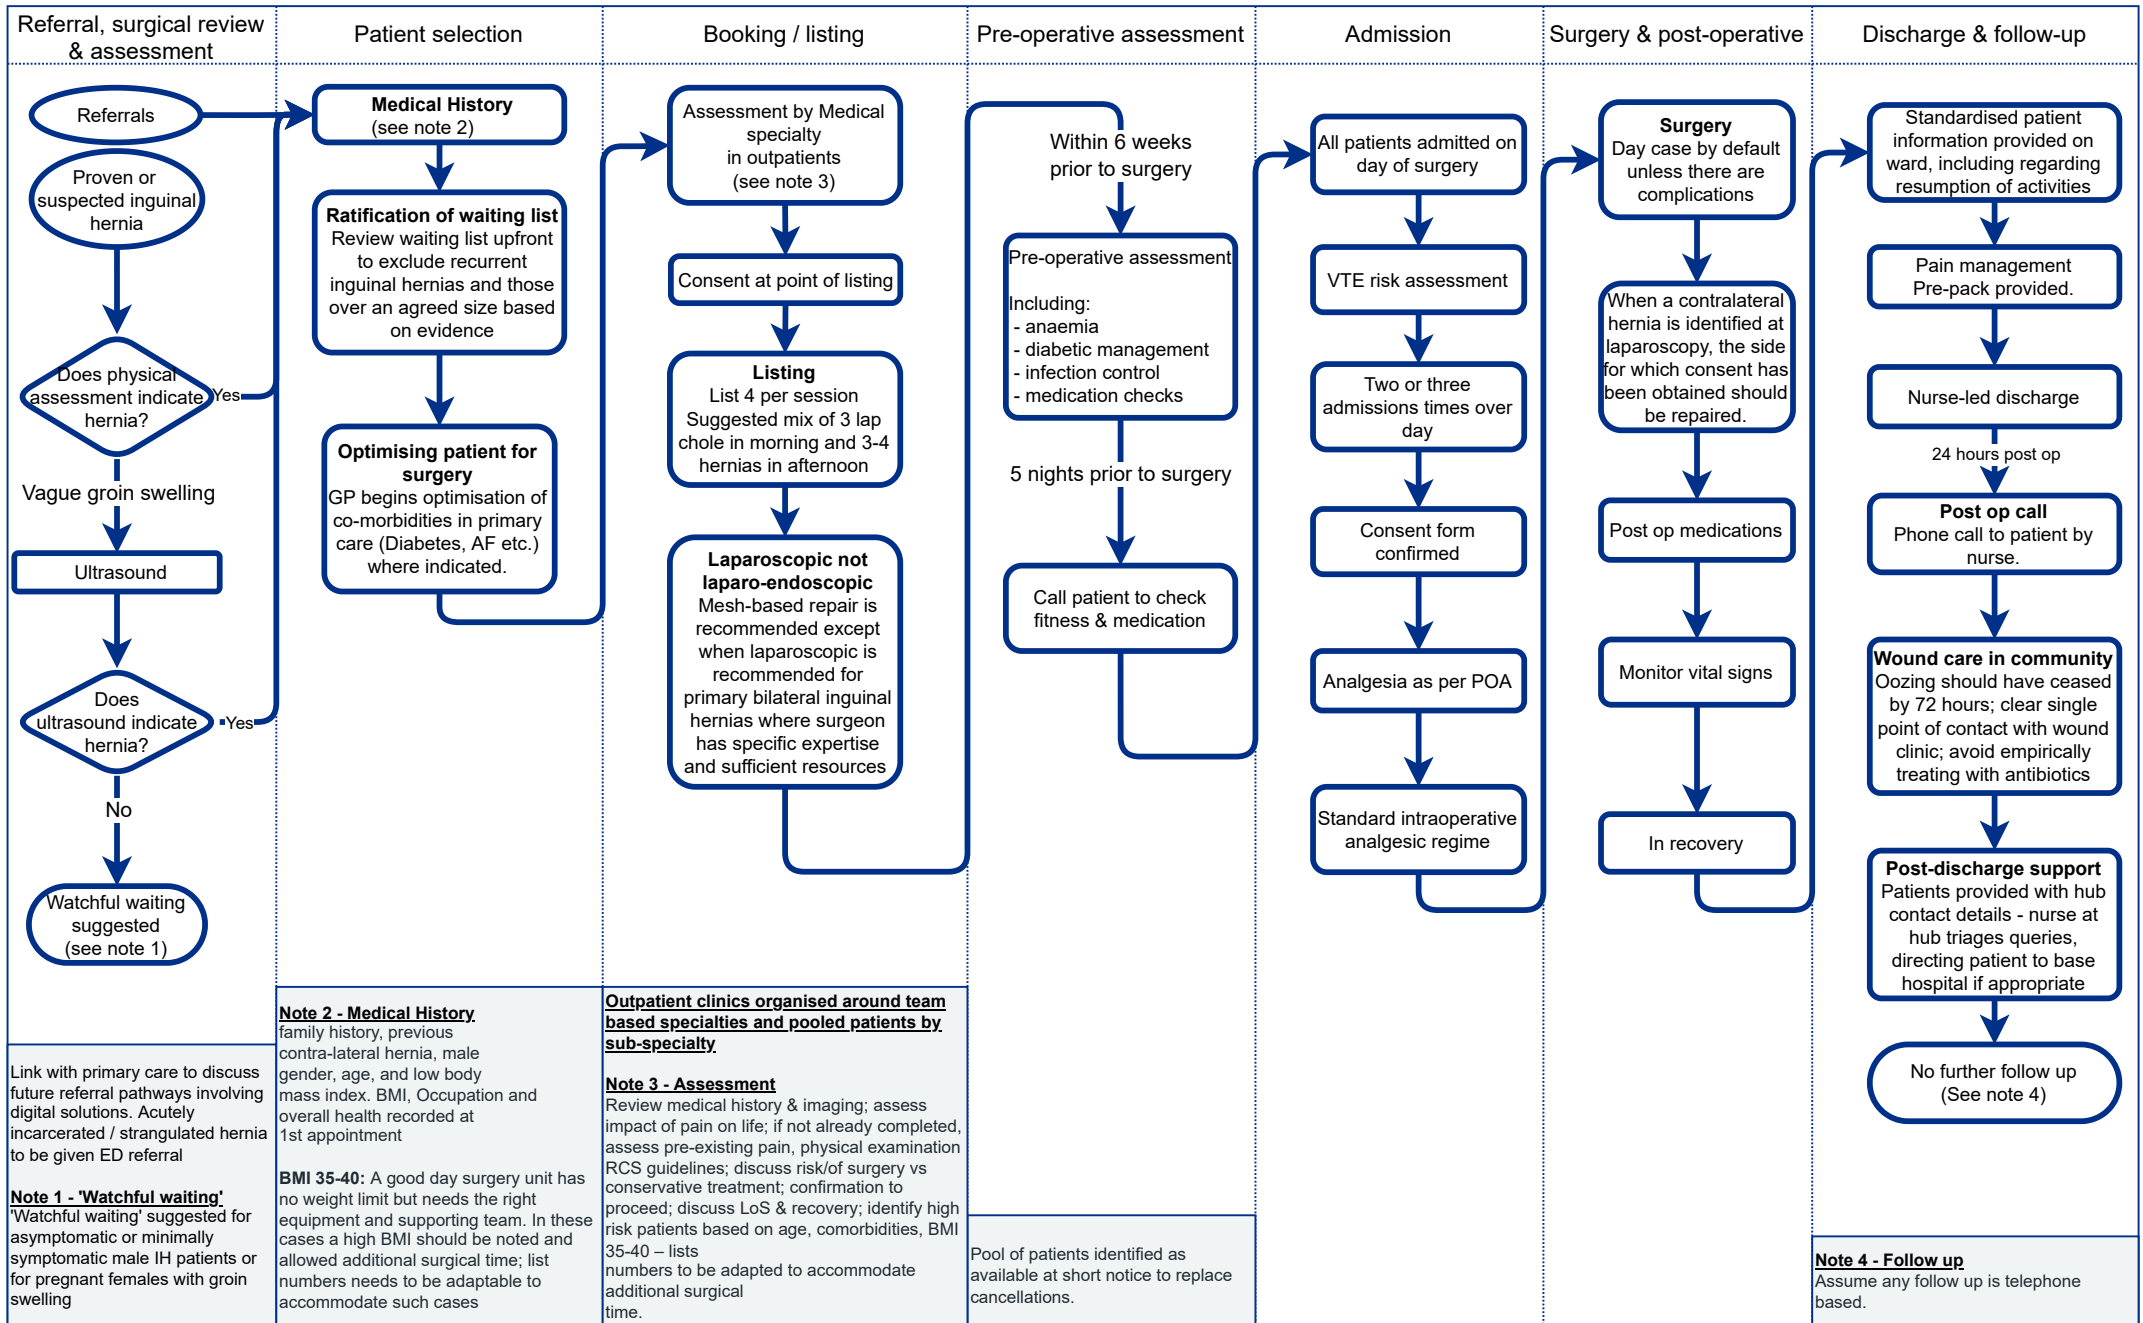 Referral, surgical review
& assessment
Patient selection
Booking / listing
Pre-operative assessment
Admission
Surgery & post-operative
Discharge & follow-up
Referrals
Proven or
suspected inguinal
hernia
Does physical
assessment indicate
hernia?
Yes
Vague groin swelling
Ultrasound
Does
ultrasound indicate
hernia?
Yes
No
Watchful waiting
suggested
(see note 1)
Link with primary care to discuss
future referral pathways involving
digital solutions. Acutely
incarcerated / strangulated hernia
to be given ED referral
Note 1 - 'Watchful waiting'
'Watchful waiting' suggested for
asymptomatic or minimally
symptomatic male IH patients or
for pregnant females with groin
swelling
Medical History
(see note 2)
Ratification of waiting list
Review waiting list upfront
to exclude recurrent
inguinal hernias and those
over an agreed size based
on evidence
Optimising patient for
surgery
GP begins optimisation of
co-morbidities in primary
care (Diabetes, AF etc.)
where indicated.
Note 2 - Medical History
family history, previous
contra-lateral hernia, male
gender, age, and low body
mass index. BMI, Occupation and
overall health recorded at
1st appointment
BMI 35-40: A good day surgery unit has
no weight limit but needs the right
equipment and supporting team. In these
cases a high BMI should be noted and
allowed additional surgical time; list
numbers needs to be adaptable to
accommodate such cases
Assessment by Medical
specialty
in outpatients
(see note 3)
Consent at point of listing
Listing
List 4 per session
Suggested mix of 3 lap
chole in morning and 3-4
hernias in afternoon
Laparoscopic not
laparo-endoscopic
Mesh-based repair is
recommended except
when laparoscopic is
recommended for
primary bilateral inguinal
hernias where surgeon
has specific expertise
and sufficient resources
Outpatient clinics organised around team
based specialties and pooled patients by
sub-specialty
Note 3 - Assessment
Review medical history & imaging; assess
impact of pain on life; if not already completed,
assess pre-existing pain, physical examination
RCS guidelines; discuss risk/of surgery vs
conservative treatment; confirmation to
proceed; discuss LoS & recovery; identify high
risk patients based on age, comorbidities, BMI
35-40 – lists
numbers to be adapted to accommodate
additional surgical
time.
Within 6 weeks
prior to surgery
Pre-operative assessment
Including:
- anaemia
- diabetic management
- infection control
- medication checks
5 nights prior to surgery
Call patient to check
fitness & medication
Pool of patients identified as
available at short notice to replace
cancellations.
All patients admitted on
day of surgery
VTE risk assessment
Two or three
admissions times over
day
Consent form
confirmed
Analgesia as per POA
Standard intraoperative
analgesic regime
Surgery
Day case by default
unless there are
complications
When a contralateral
hernia is identified at
laparoscopy, the side
for which consent has
been obtained should
be repaired.
Post op medications
Monitor vital signs
In recovery
Standardised patient
information provided on
ward, including regarding
resumption of activities
Pain management
Pre-pack provided.
Nurse-led discharge
24 hours post op
Post op call
Phone call to patient by
nurse.
Wound care in community
Oozing should have ceased
by 72 hours; clear single
point of contact with wound
clinic; avoid empirically
treating with antibiotics
Post-discharge support
Patients provided with hub
contact details - nurse at
hub triages queries,
directing patient to base
hospital if appropriate
No further follow up
(See note 4)
Note 4 - Follow up
Assume any follow up is telephone
based.